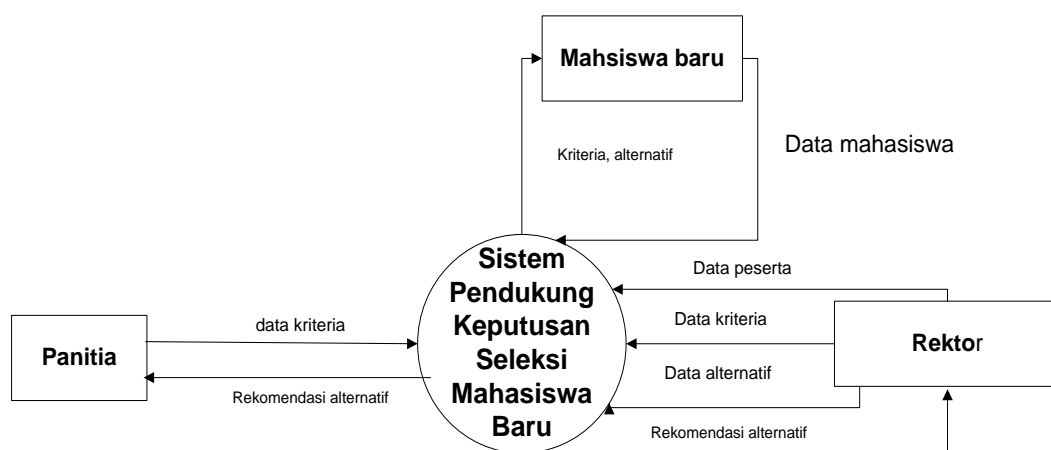 Mahsiswa baru
Kriteria, alternatif
Data mahasiswa
Sistem
Pendukung
Keputusan
Seleksi
Mahasiswa
Baru
Data peserta
Data kriteria
Data alternatif
Rekomendasi alternatif
Rektor
Panitia
data kriteria
Rekomendasi alternatif